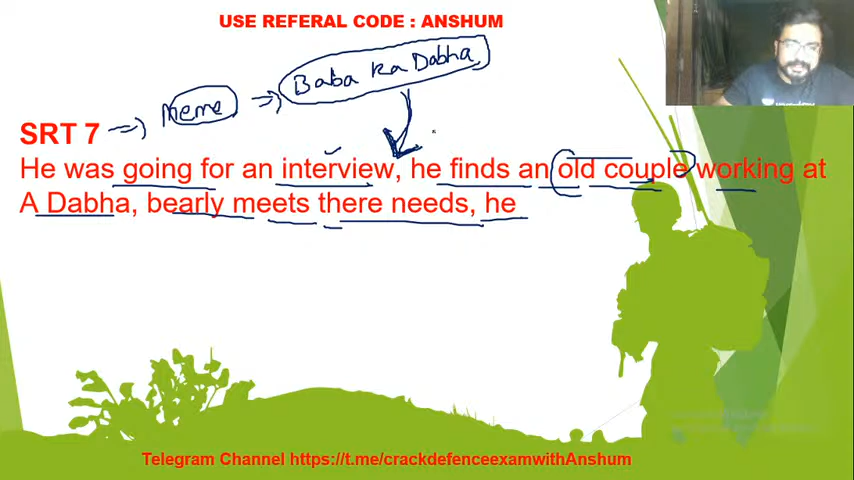 USE REFERAL CODE : ANSHUM
Meme => Baba Ka Dabha
SRT 7 =>
He was going for an interview, he finds an old couple working at
A Dabha, bearly meets there needs, he
Telegram Channel https://t.me/crackdefenceexamwithAnshum